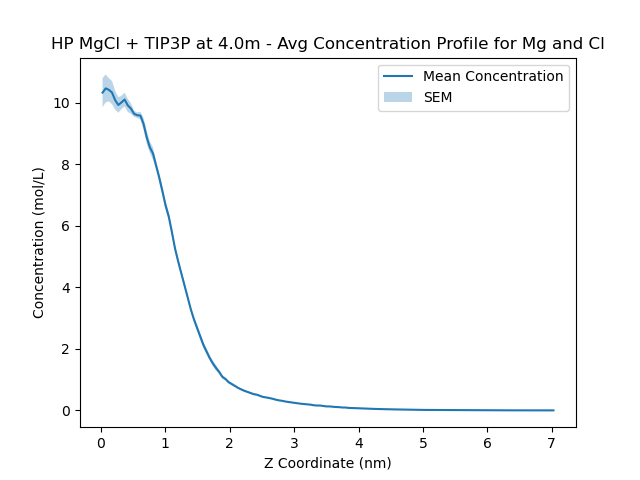 HP MgCl + TIP3P at 4.0m - Avg Concentration Profile for Mg and Cl
Mean Concentration
SEM
10
8
6
4
2
0
Concentration (mol/L)
0 1 2 3 4 5 6 7
Z Coordinate (nm)